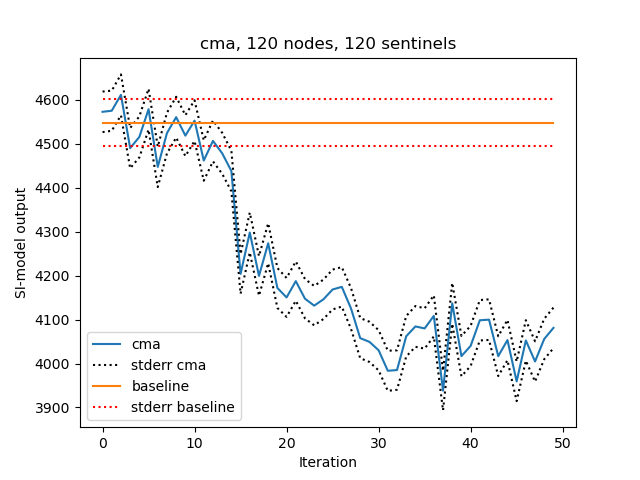 cma, 120 nodes, 120 sentinels
SI-model output
4600
4500
4400
4300
4200
4100
4000
3900
cma
stderr cma
baseline
stderr baseline
0 10 20 30 40 50
Iteration